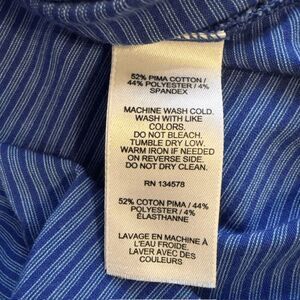 52% PIMA COTTON /
44% POLYESTER / 4%
SPANDEX
MACHINE WASH COLD.
WASH WITH LIKE
COLORS.
DO NOT BLEACH.
TUMBLE DRY LOW.
WARM IRON IF NEEDED
ON REVERSE SIDE.
DO NOT DRY CLEAN.
RN 134578
52% COTON PIMA / 44%
POLYESTER / 4%
ÉLASTHANNE
LAVAGE EN MACHINE À
L'EAU FROIDE.
LAVER AVEC DES
COULEURS